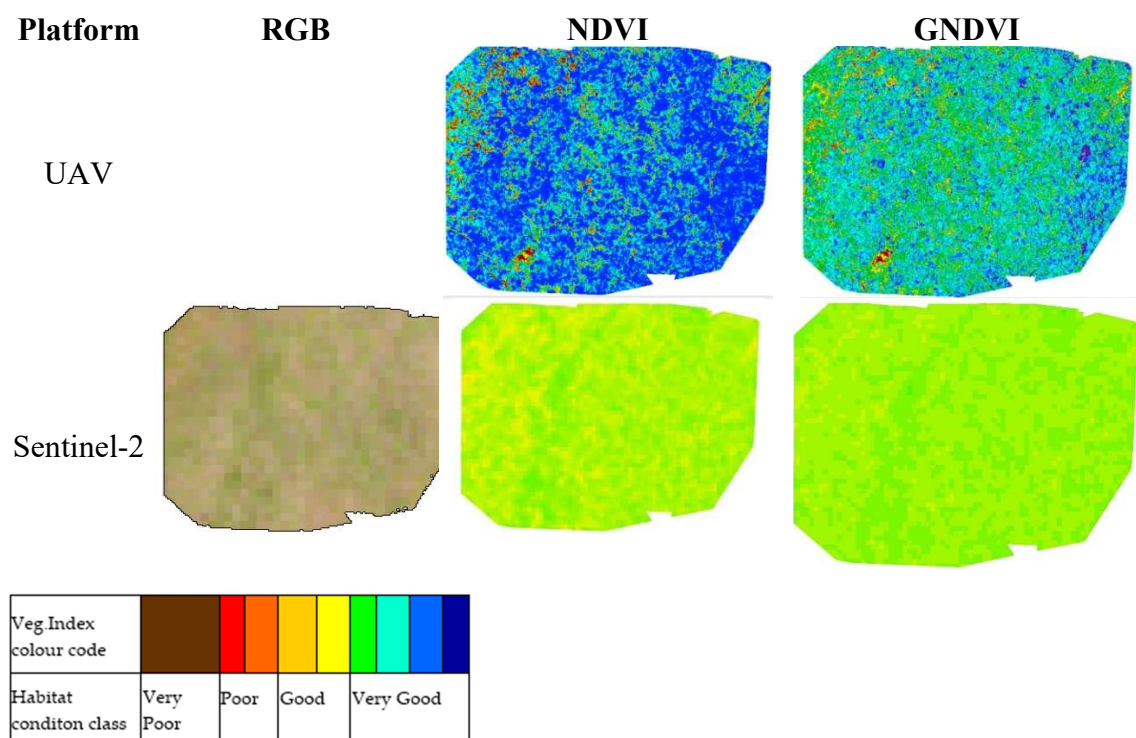 Platform RGB NDVI GNDVI
UAV
Sentinel-2
Veg.Index
colour code
Habitat
conditon class
Very
Poor
Poor
Good
Very Good